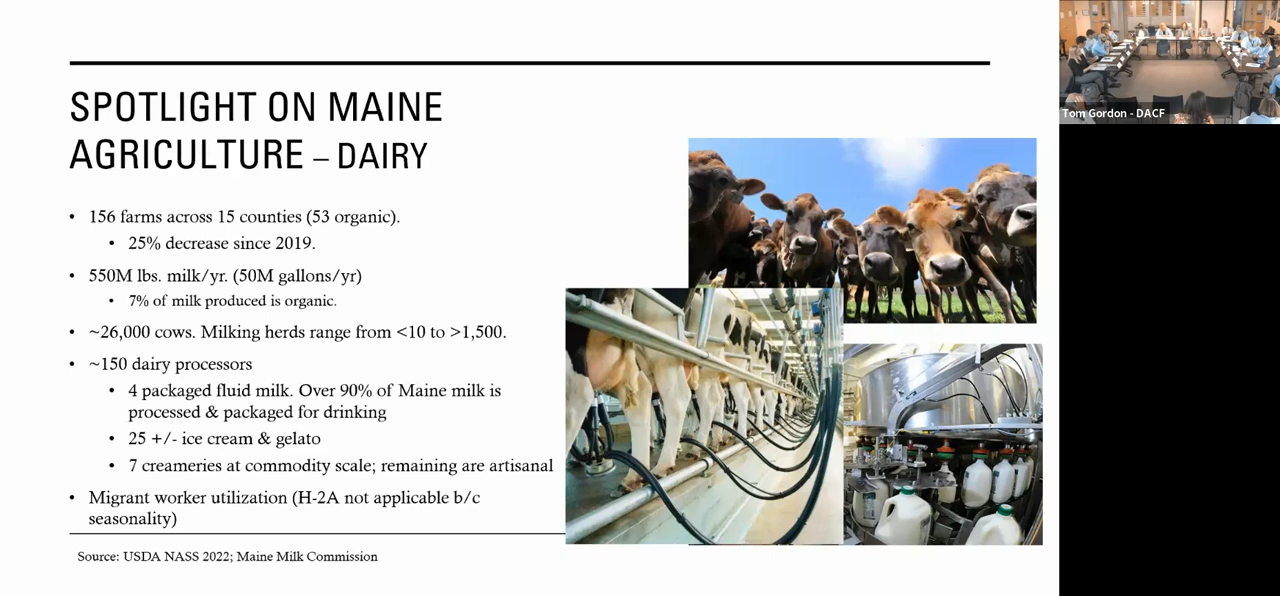 SPOTLIGHT ON MAINE
AGRICULTURE – DAIRY
• 156 farms across 15 counties (53 organic).
• 25% decrease since 2019.
• 550M lbs. milk/yr. (50M gallons/yr)
• 7% of milk produced is organic.
• ~26,000 cows. Milking herds range from <10 to >1,500.
• ~150 dairy processors
• 4 packaged fluid milk. Over 90% of Maine milk is
processed & packaged for drinking
• 25 +/- ice cream & gelato
• 7 creameries at commodity scale; remaining are artisanal
• Migrant worker utilization (H-2A not applicable b/c
seasonality)
Source: USDA NASS 2022; Maine Milk Commission
Tom Gordon - DACF